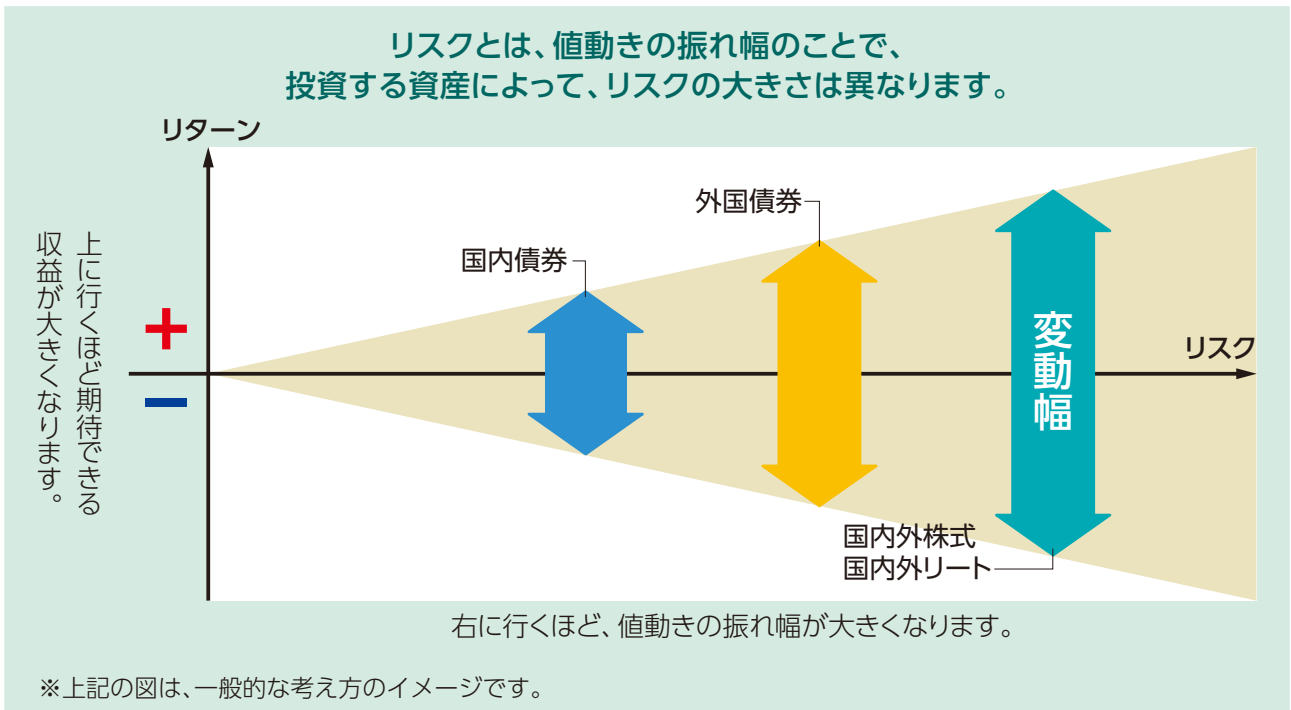 リスクとは、値動きの振れ幅のことで、
投資する資産によって、リスクの大きさは異なります。
リターン
上に行くほど期待できる
収益が大きくなります。
+
−
国内債券
外国債券
変動幅
リスク
国内外株式
国内外リート
右に行くほど、値動きの振れ幅が大きくなります。
※上記の図は、一般的な考え方のイメージです。